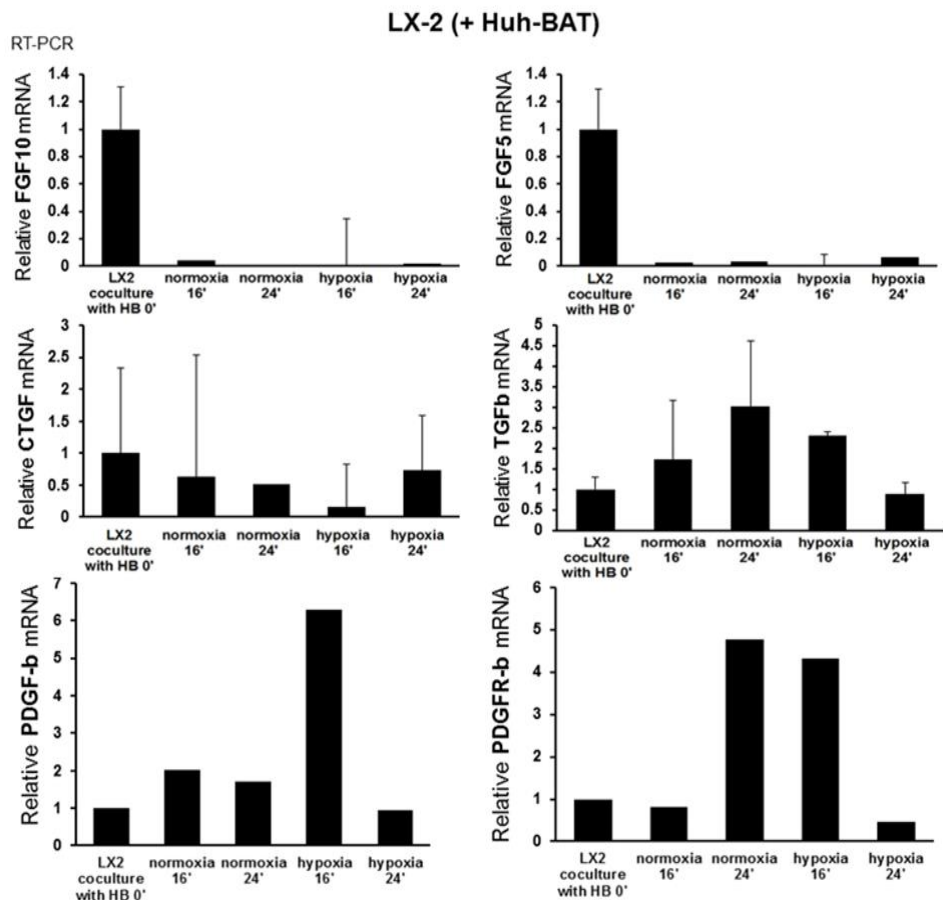 LX-2 (+ Huh-BAT)
RT-PCR
Relative FGF10 mRNA
1.4
1.2
1
0.8
0.6
0.4
0.2
0
LX2 coculture with HB 0'
normoxia 16'
normoxia 24'
hypoxia 16'
hypoxia 24'
Relative FGF5 mRNA
1.4
1.2
1
0.8
0.6
0.4
0.2
0
LX2 coculture with HB 0'
normoxia 16'
normoxia 24'
hypoxia 16'
hypoxia 24'
Relative CTGF mRNA
3
2.5
2
1.5
1
0.5
0
LX2 coculture with HB 0'
normoxia 16'
normoxia 24'
hypoxia 16'
hypoxia 24'
Relative TGFb mRNA
5
4.5
4
3.5
3
2.5
2
1.5
1
0.5
0
LX2 coculture with HB 0'
normoxia 16'
normoxia 24'
hypoxia 16'
hypoxia 24'
Relative PDGF-b mRNA
7
6
5
4
3
2
1
0
LX2 coculture with HB 0'
normoxia 16'
normoxia 24'
hypoxia 16'
hypoxia 24'
Relative PDGFR-b mRNA
6
5
4
3
2
1
0
LX2 coculture with HB 0'
normoxia 16'
normoxia 24'
hypoxia 16'
hypoxia 24'